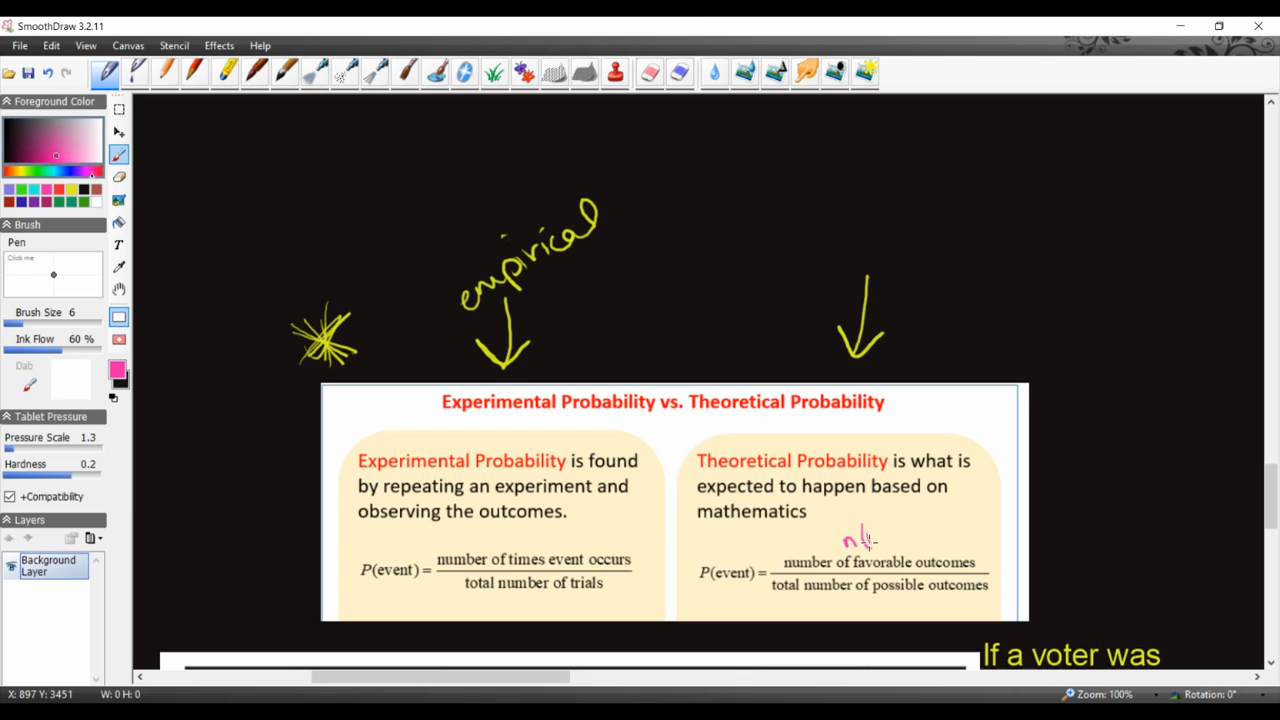 SmoothDraw 3.2.11
File Edit View Canvas Stencil Effects Help
Foreground Color
Brush
Pen
Click me
Brush Size 6
Ink Flow 60 %
Dab
Tablet Pressure
Pressure Scale 1.3
Hardness 0.2
+Compatibility
Layers
Background
Layer
empirical
Experimental Probability vs. Theoretical Probability
Experimental Probability is found
by repeating an experiment and
observing the outcomes.
P(event) = number of times event occurs
total number of trials
Theoretical Probability is what is
expected to happen based on
mathematics
P(event) = number of favorable outcomes
total number of possible outcomes
If a voter was
X: 897 Y: 3451 W: 0 H: 0 Zoom: 100% Rotation: 0°